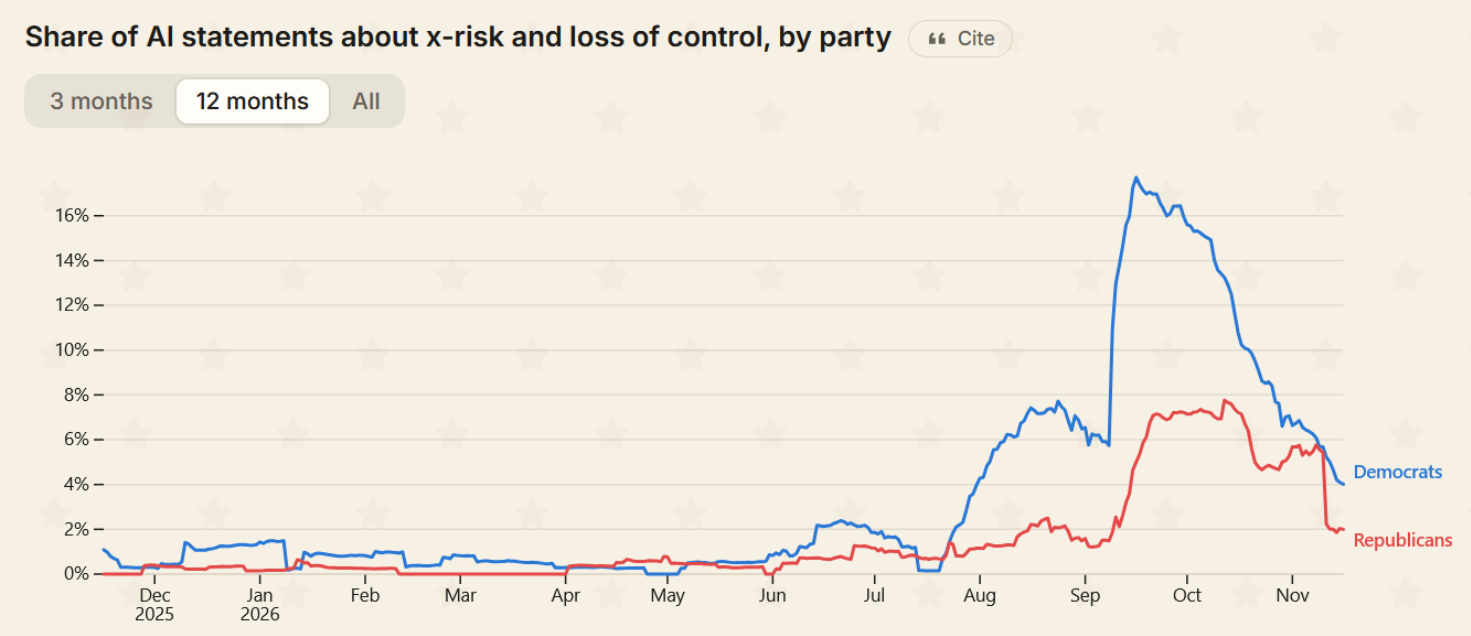 Share of AI statements about x-risk and loss of control, by party
Cite
3 months 12 months All
16%
14%
12%
10%
8%
6%
4%
2%
0%
Democrats
Republicans
Dec Jan Feb Mar Apr May Jun Jul Aug Sep Oct Nov
2025 2026